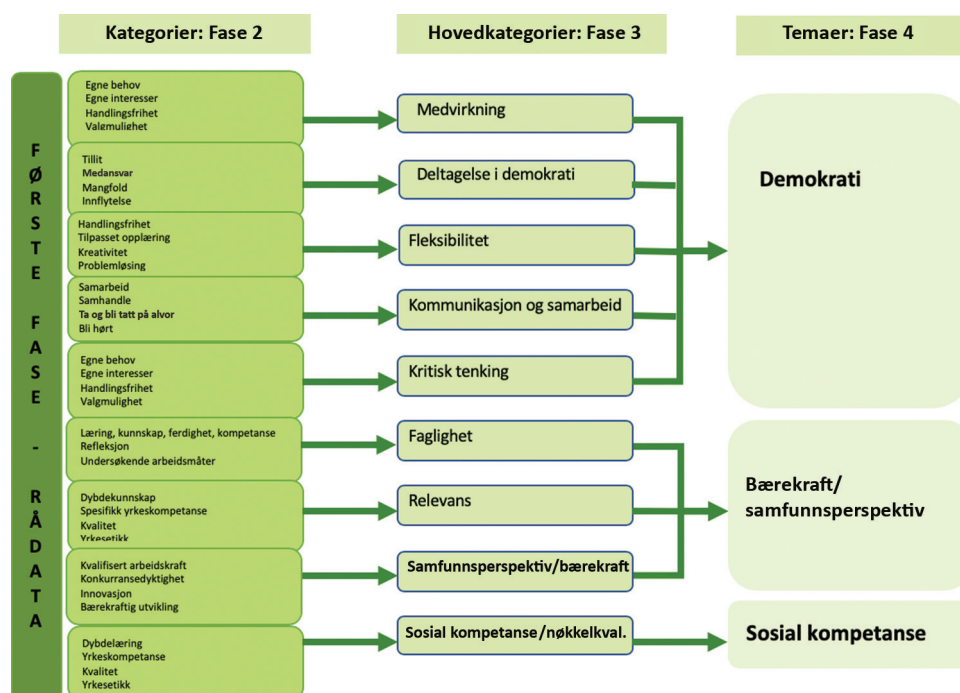 Kategorier: Fase 2
Hovedkategorier: Fase 3
Temaer: Fase 4
FØRSTE FASE - RÅDATA
Egne behov
Egne interesser
Handlingsfrihet
Valgmulighet
Medvirkning
Tillit
Medansvar
Mangfold
Innflytelse
Deltagelse i demokrati
Handlingsfrihet
Tilpasset opplæring
Kreativitet
Problemløsing
Fleksibilitet
Samarbeid
Samhandle
Ta og bli tatt på alvor
Bli hørt
Kommunikasjon og samarbeid
Egne behov
Egne interesser
Handlingsfrihet
Valgmulighet
Kritisk tenking
Demokrati
Læring, kunnskap, ferdighet, kompetanse
Refleksjon
Undersøkende arbeidsmåter
Faglighet
Dybdekunnskap
Spesifikk yrkeskompetanse
Kvalitet
Yrkesetikk
Relevans
Kvalifisert arbeidskraft
Konkurransedyktighet
Innovasjon
Bærekraftig utvikling
Samfunnsperspektiv/bærekraft
Bærekraft/
samfunnsperspektiv
Dybdelæring
Yrkeskompetanse
Kvalitet
Yrkesetikk
Sosial kompetanse/nøkkelkval.
Sosial kompetanse